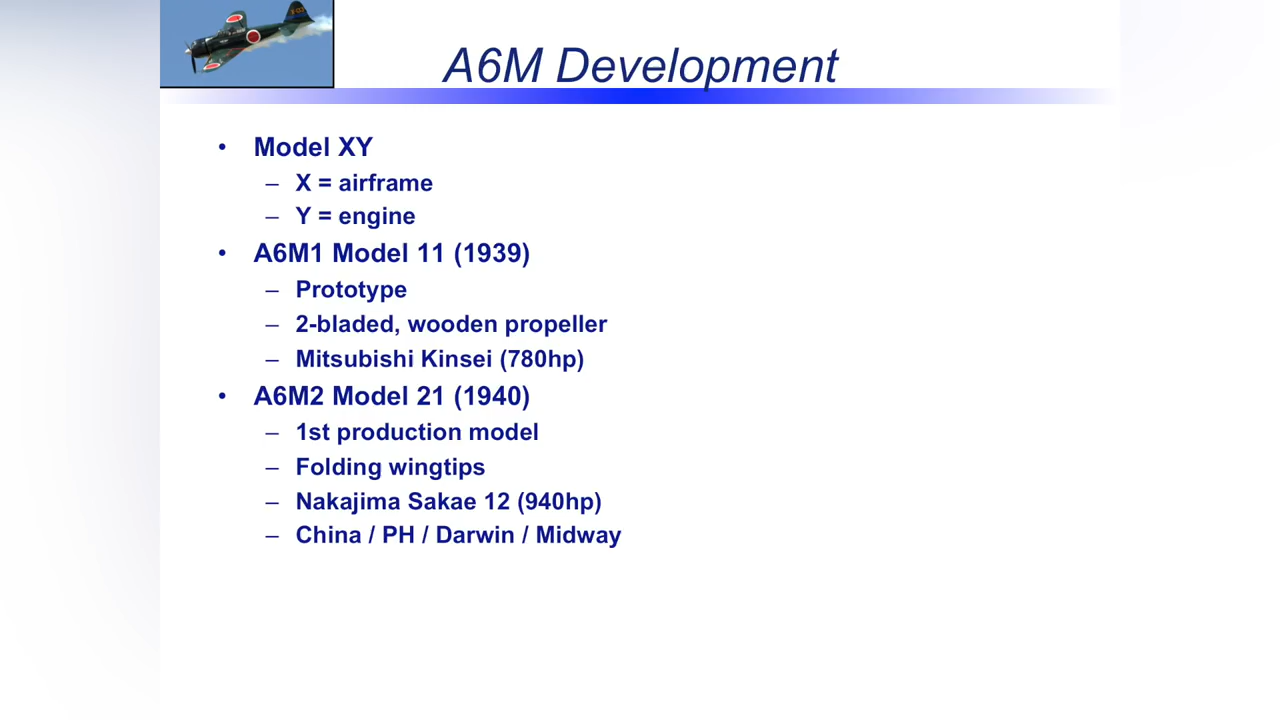 A6M Development
• Model XY
– X = airframe
– Y = engine
• A6M1 Model 11 (1939)
– Prototype
– 2-bladed, wooden propeller
– Mitsubishi Kinsei (780hp)
• A6M2 Model 21 (1940)
– 1st production model
– Folding wingtips
– Nakajima Sakae 12 (940hp)
– China / PH / Darwin / Midway